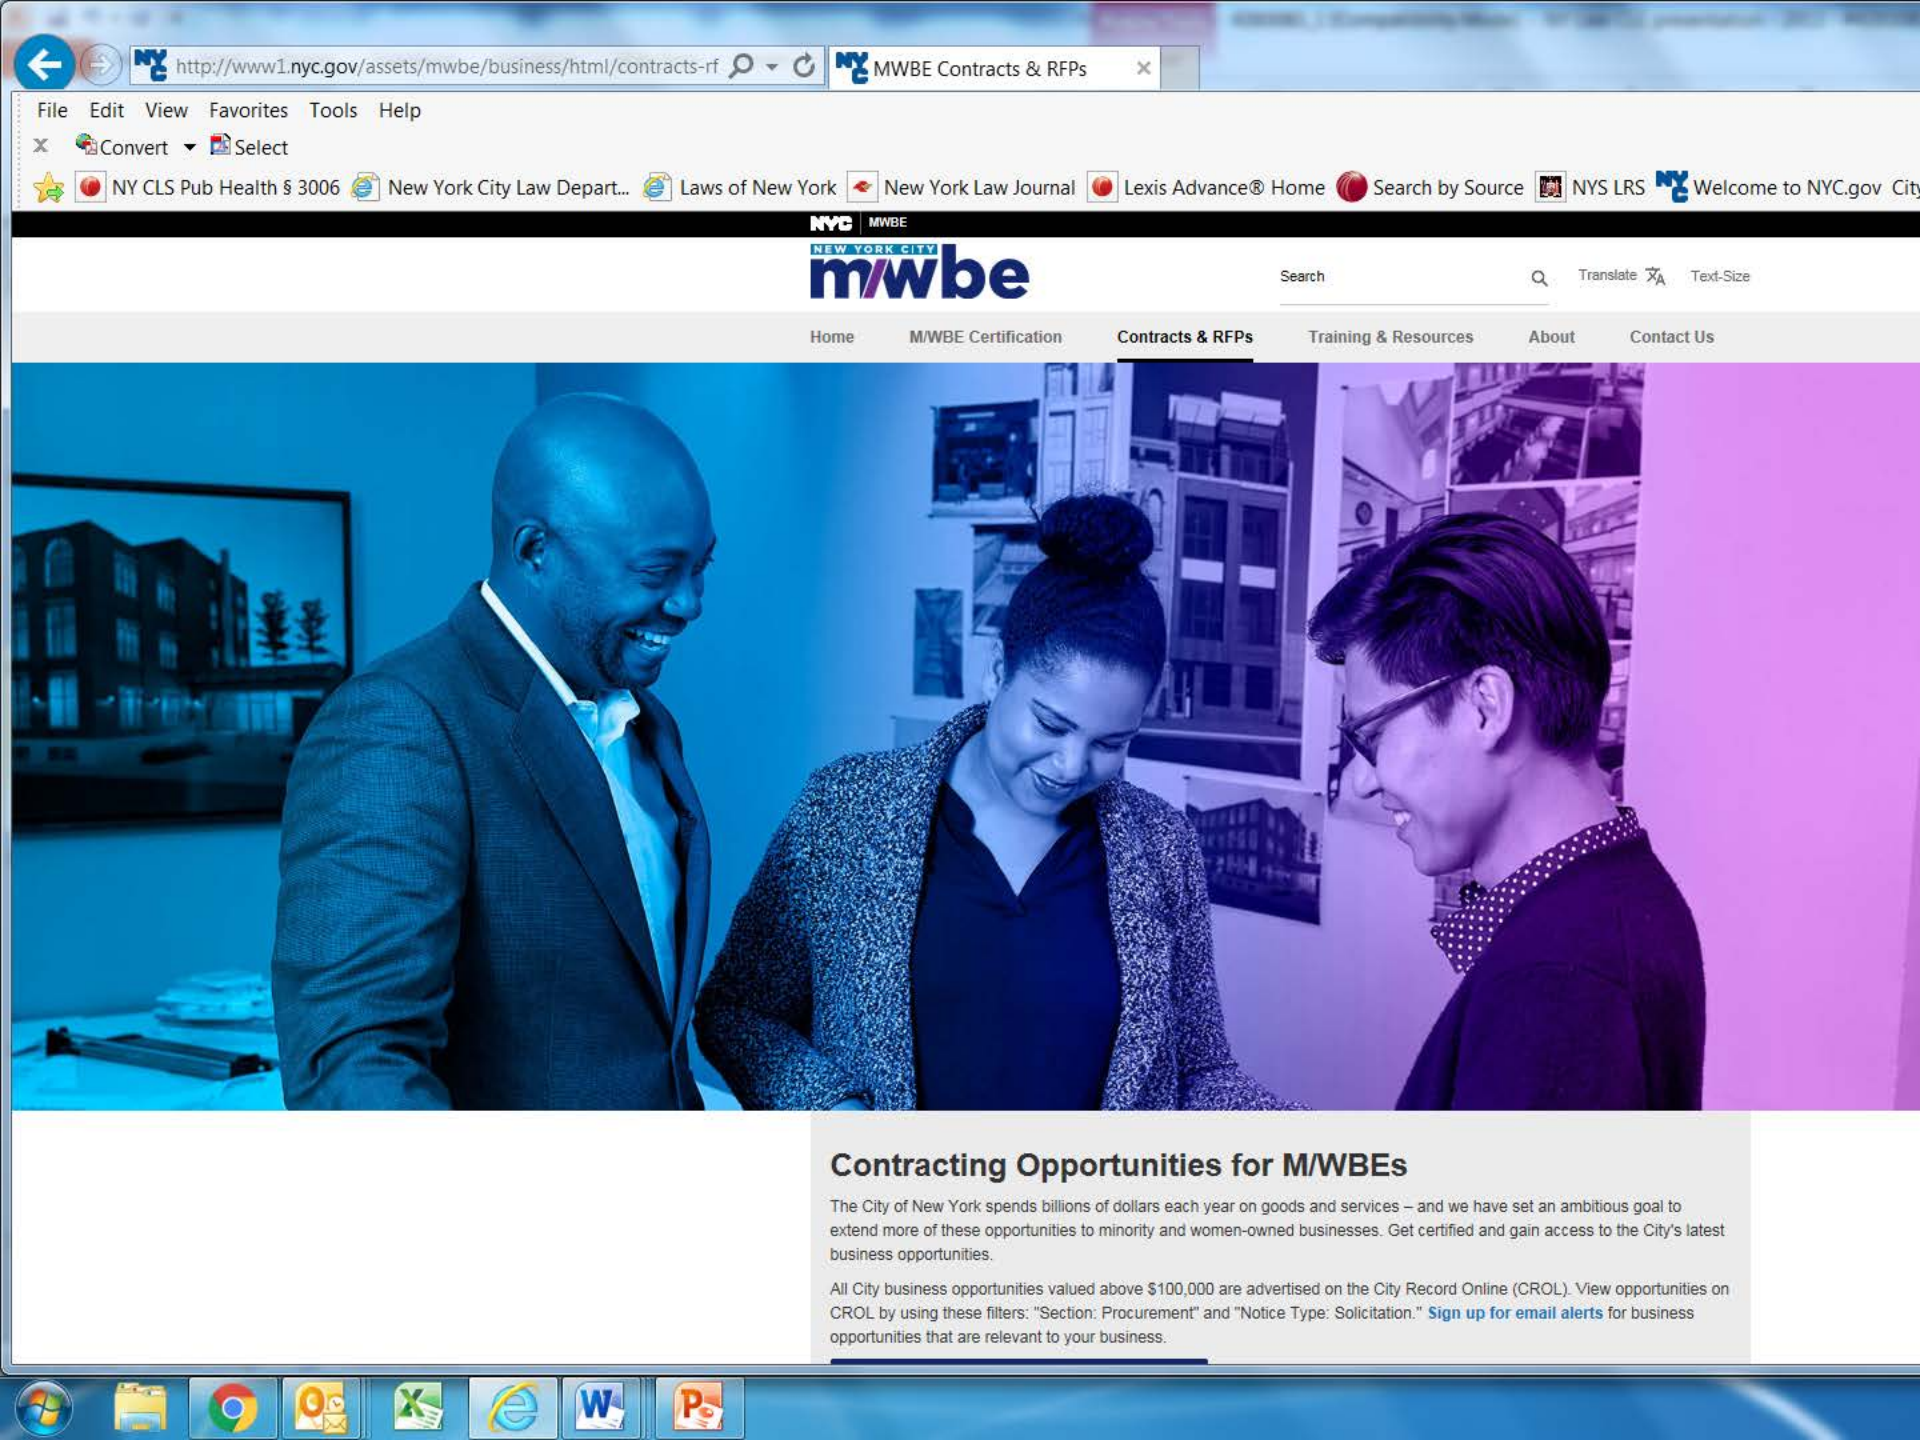 http://www1.nyc.gov/assets/mwbe/business/html/contracts-rf
MWBE Contracts & RFPs
File Edit View Favorites Tools Help
x Convert Select
NY CLS Pub Health § 3006 New York City Law Depart... Laws of New York New York Law Journal Lexis Advance® Home Search by Source NYS LRS Welcome to NYC.gov City
NYC MWBE
NEW YORK CITY
m/wbe
Search Translate Text-Size
Home M/WBE Certification Contracts & RFPs Training & Resources About Contact Us
Contracting Opportunities for M/WBEs
The City of New York spends billions of dollars each year on goods and services – and we have set an ambitious goal to
extend more of these opportunities to minority and women-owned businesses. Get certified and gain access to the City's latest
business opportunities.
All City business opportunities valued above $100,000 are advertised on the City Record Online (CROL). View opportunities on
CROL by using these filters: "Section: Procurement" and "Notice Type: Solicitation." Sign up for email alerts for business
opportunities that are relevant to your business.